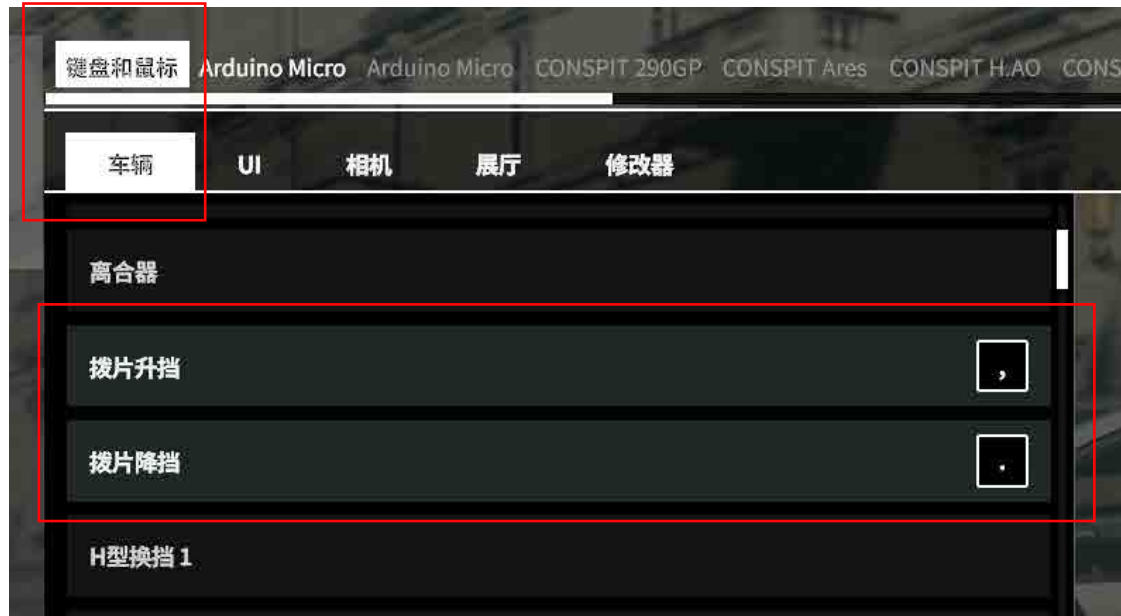 键盘和鼠标 Arduino Micro Arduino Micro CONSPIT 290GP CONSPIT Ares CONSPIT H.AO CONS
车辆 UI 相机 展厅 修改器
离合器
拨片升挡 ,
拨片降挡 .
H型换挡 1